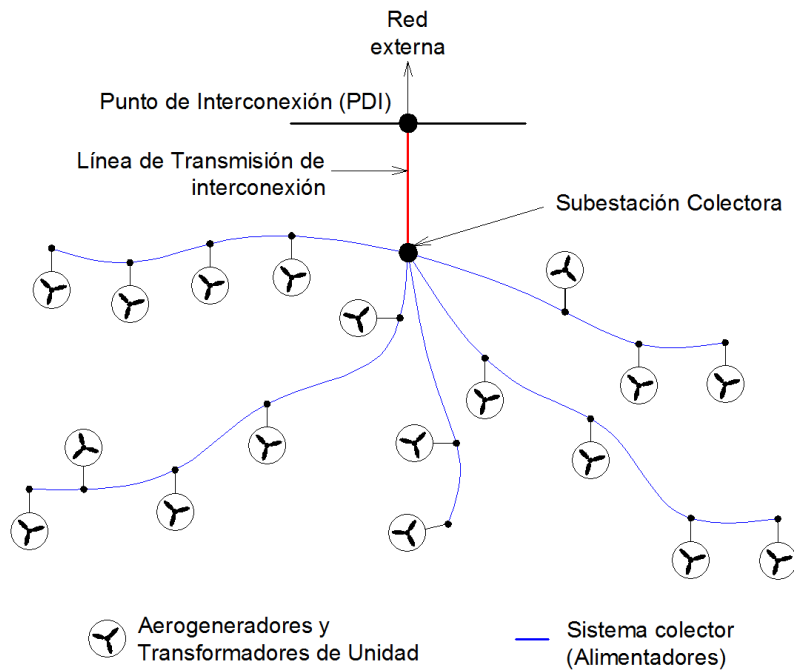 Red
externa
Punto de Interconexión (PDI)
Línea de Transmisión de
interconexión
Subestación Colectora
Aerogeneradores y
Transformadores de Unidad
Sistema colector
(Alimentadores)